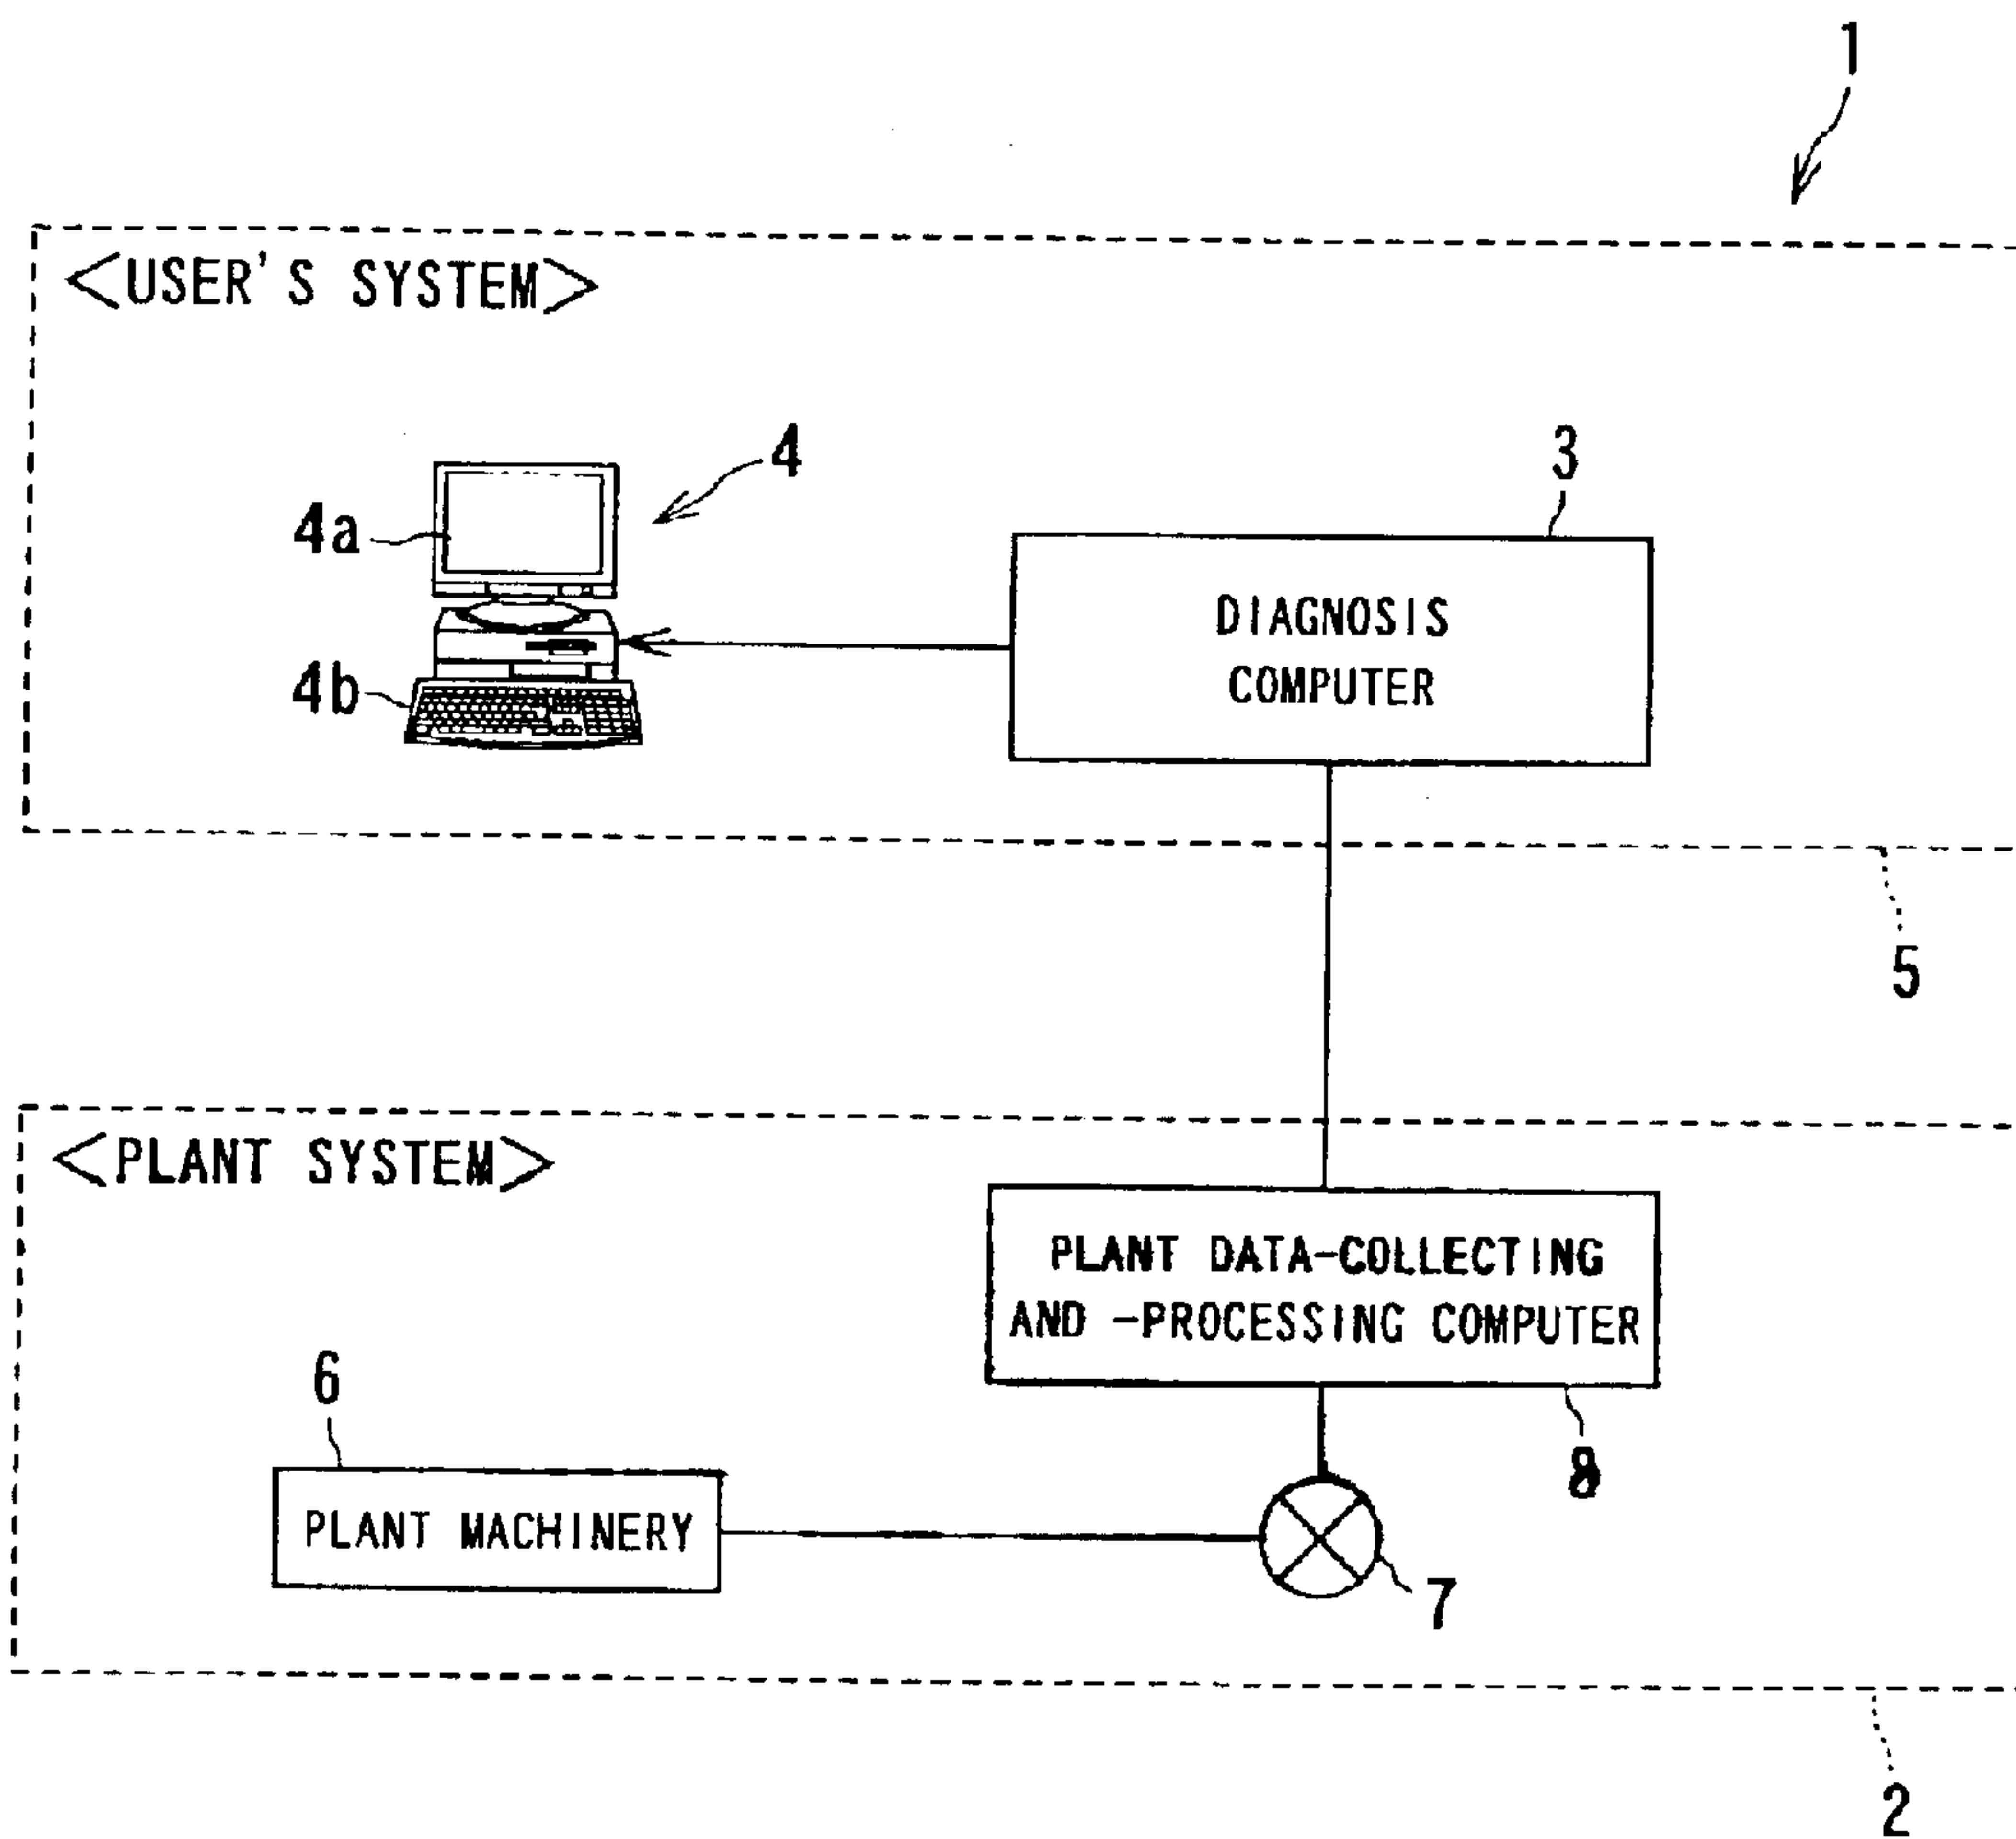 1
<USER'S SYSTEM>
4
3
4a
DIAGNOSIS
COMPUTER
4b
5
<PLANT SYSTEM>
PLANT DATA-COLLECTING
AND -PROCESSING COMPUTER
6
8
PLANT MACHINERY
7
2